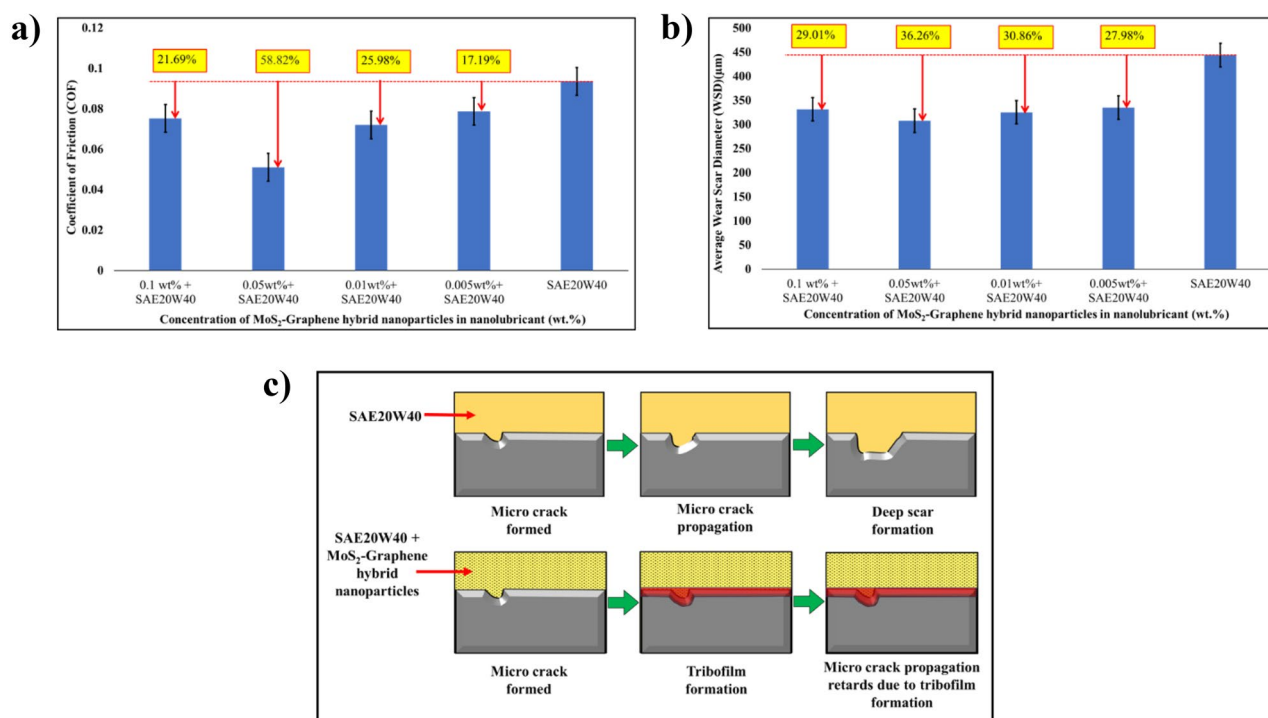 a)
0.12
0.1
0.08
0.06
0.04
0.02
0
Coefficient of Friction (COF)
21.69%
58.82%
25.98%
17.19%
0.1 wt% +
SAE20W40
0.05wt%+
SAE20W40
0.01wt%+
SAE20W40
0.005wt%+
SAE20W40
SAE20W40
Concentration of MoS₂-Graphene hybrid nanoparticles in nanolubricant (wt.%)
b)
500
450
400
350
300
250
200
150
100
50
0
Average Wear Scar Diameter (WSD)(µm)
29.01%
36.26%
30.86%
27.98%
0.1 wt% +
SAE20W40
0.05wt%+
SAE20W40
0.01wt%+
SAE20W40
0.005wt%+
SAE20W40
SAE20W40
Concentration of MoS₂-Graphene hybrid nanoparticles in nanolubricant (wt.%)
c)
SAE20W40
Micro crack
formed
Micro crack
propagation
Deep scar
formation
SAE20W40 +
MoS₂-Graphene
hybrid
nanoparticles
Micro crack
formed
Tribofilm
formation
Micro crack propagation
retards due to tribofilm
formation